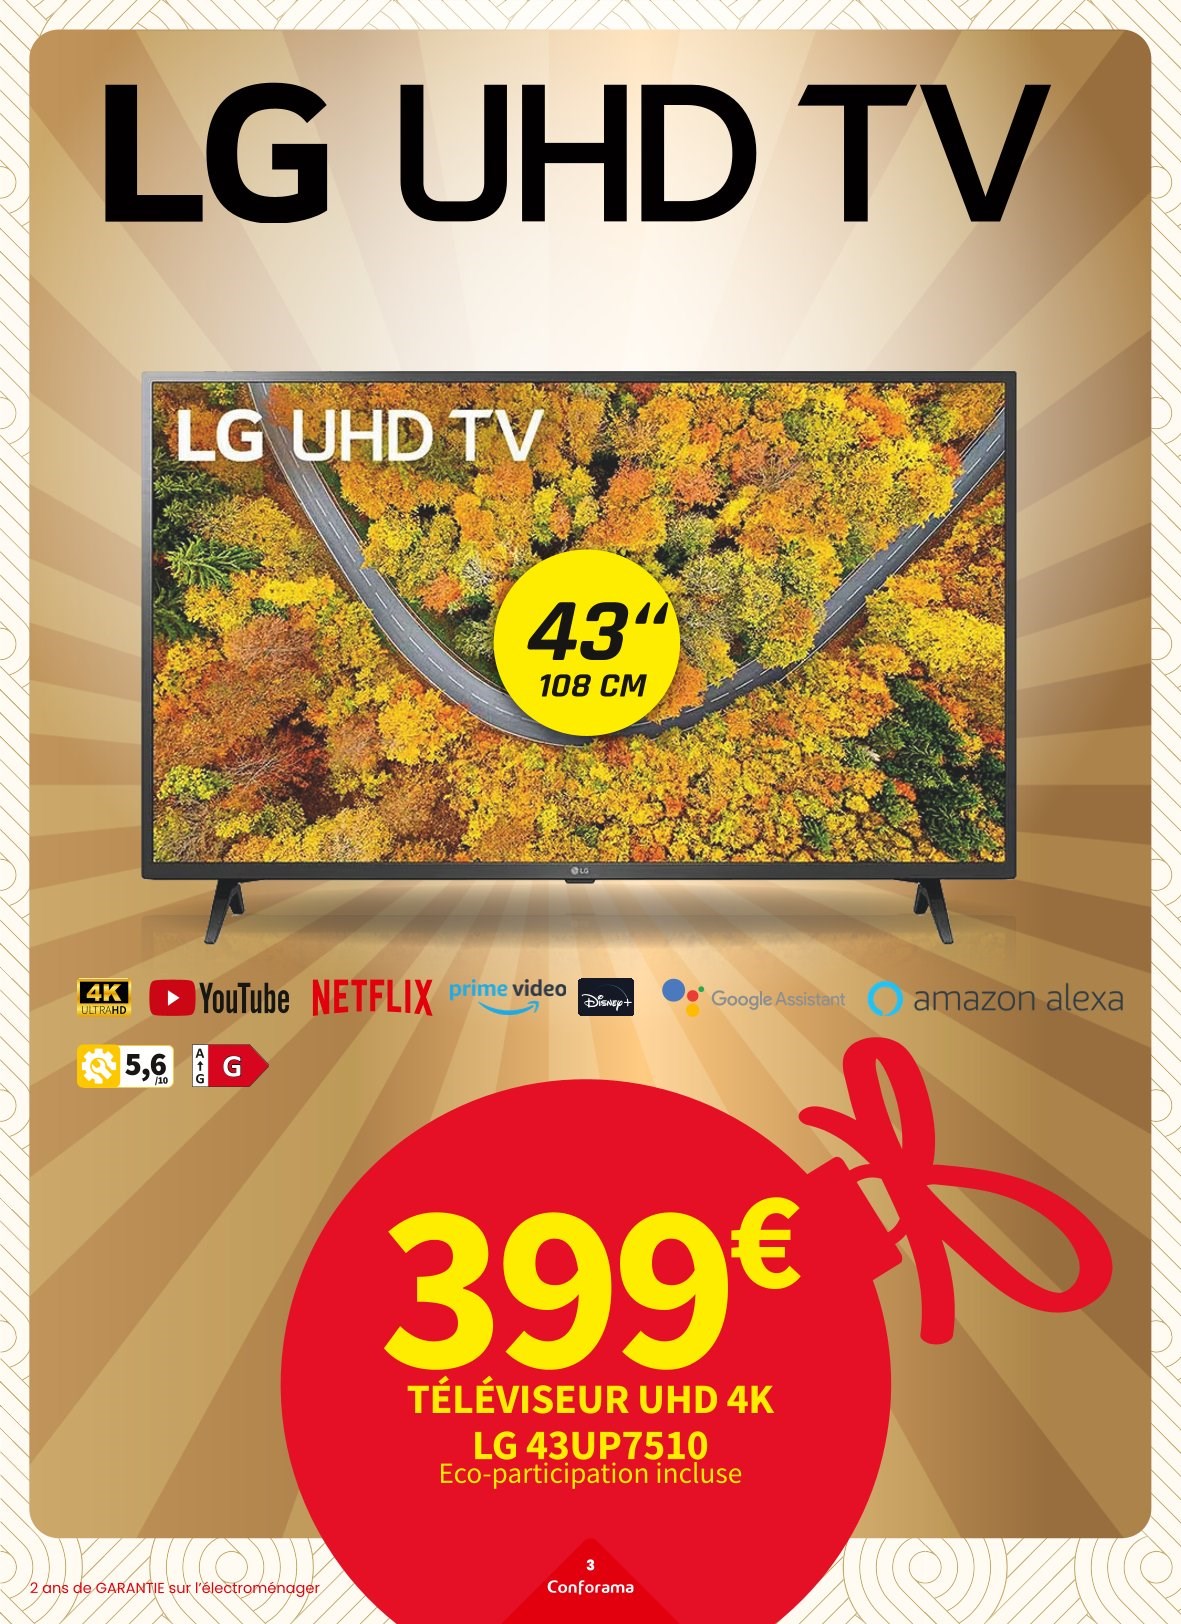 LG UHD TV
LG UHD TV
43“
108 CM
LG
4K
ULTRAHD
YouTube
NETFLIX
prime video
Disney+
Google Assistant
amazon alexa
5,6/10
A
G
G
399€
TÉLÉVISEUR UHD 4K
LG 43UP7510
Eco-participation incluse
3
Conforama
2 ans de GARANTIE sur l'électroménager